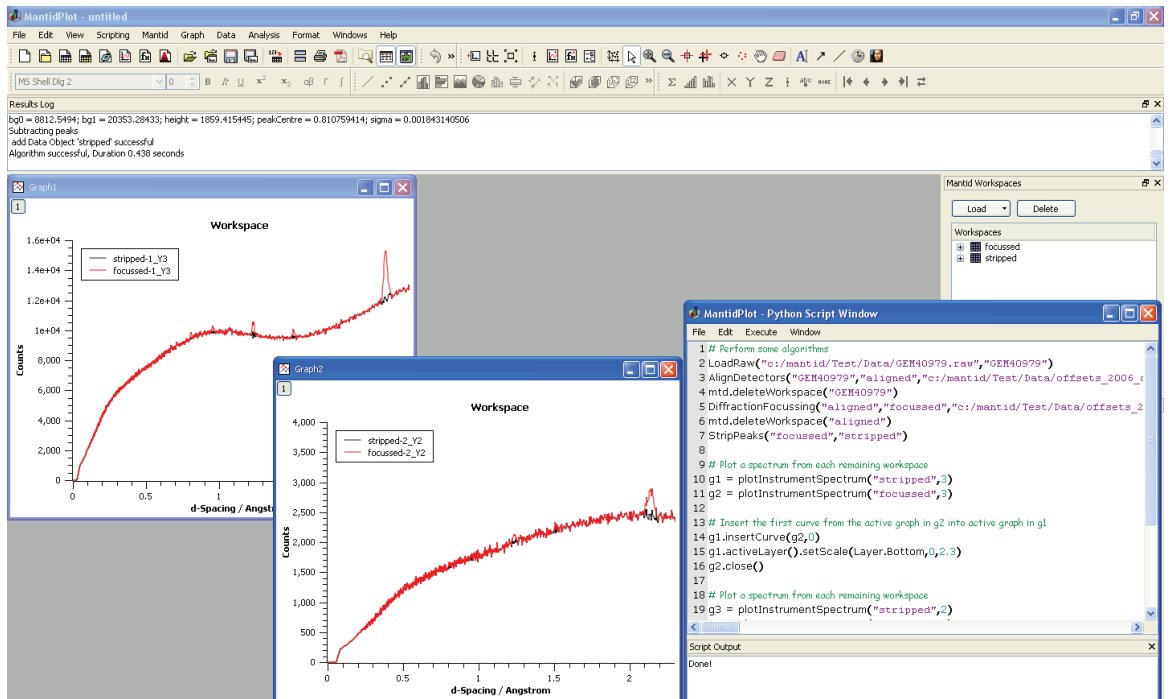 MantidPlot - untitled
File Edit View Scripting Mantid Graph Data Analysis Format Windows Help
MS Shell Dlg 2 0 B It U x² x₂ αβ Γ ∫ Σ X Y Z
Results Log
bg0 = 8812.5494; bg1 = 20353.28433; height = 1859.415445; peakCentre = 0.810759414; sigma = 0.001843140506
Subtracting peaks
add Data Object 'stripped' successful
Algorithm successful, Duration 0.438 seconds
Graph1
1
Workspace
stripped-1_Y3
focussed-1_Y3
1.6e+04
1.4e+04
1.2e+04
1e+04
8,000
6,000
4,000
2,000
0
Counts
0 0.5 1
d-Spacing / Angstr
Graph2
1
Workspace
stripped-2_Y2
focussed-2_Y2
4,000
3,500
3,000
2,500
2,000
1,500
1,000
500
0
Counts
0 0.5 1 1.5 2
d-Spacing / Angstrom
Mantid Workspaces
Load Delete
Workspaces
focussed
stripped
MantidPlot - Python Script Window
File Edit Execute Window
1 # Perform some algorithms
2 LoadRaw("c:/mantid/Test/Data/GEM40979.raw","GEM40979")
3 AlignDetectors("GEM40979","aligned","c:/mantid/Test/Data/offsets_2006_c
4 mtd.deleteWorkspace("GEM40979")
5 DiffractionFocussing("aligned","focussed","c:/mantid/Test/Data/offsets_2
6 mtd.deleteWorkspace("aligned")
7 StripPeaks("focussed","stripped")
8
9 # Plot a spectrum from each remaining workspace
10 g1 = plotInstrumentSpectrum("stripped",3)
11 g2 = plotInstrumentSpectrum("focussed",3)
12
13 # Insert the first curve from the active graph in g2 into active graph in g1
14 g1.insertCurve(g2,0)
15 g1.activeLayer().setScale(Layer.Bottom,0,2.3)
16 g2.close()
17
18 # Plot a spectrum from each remaining workspace
19 g3 = plotInstrumentSpectrum("stripped",2)
Script Output
Done!